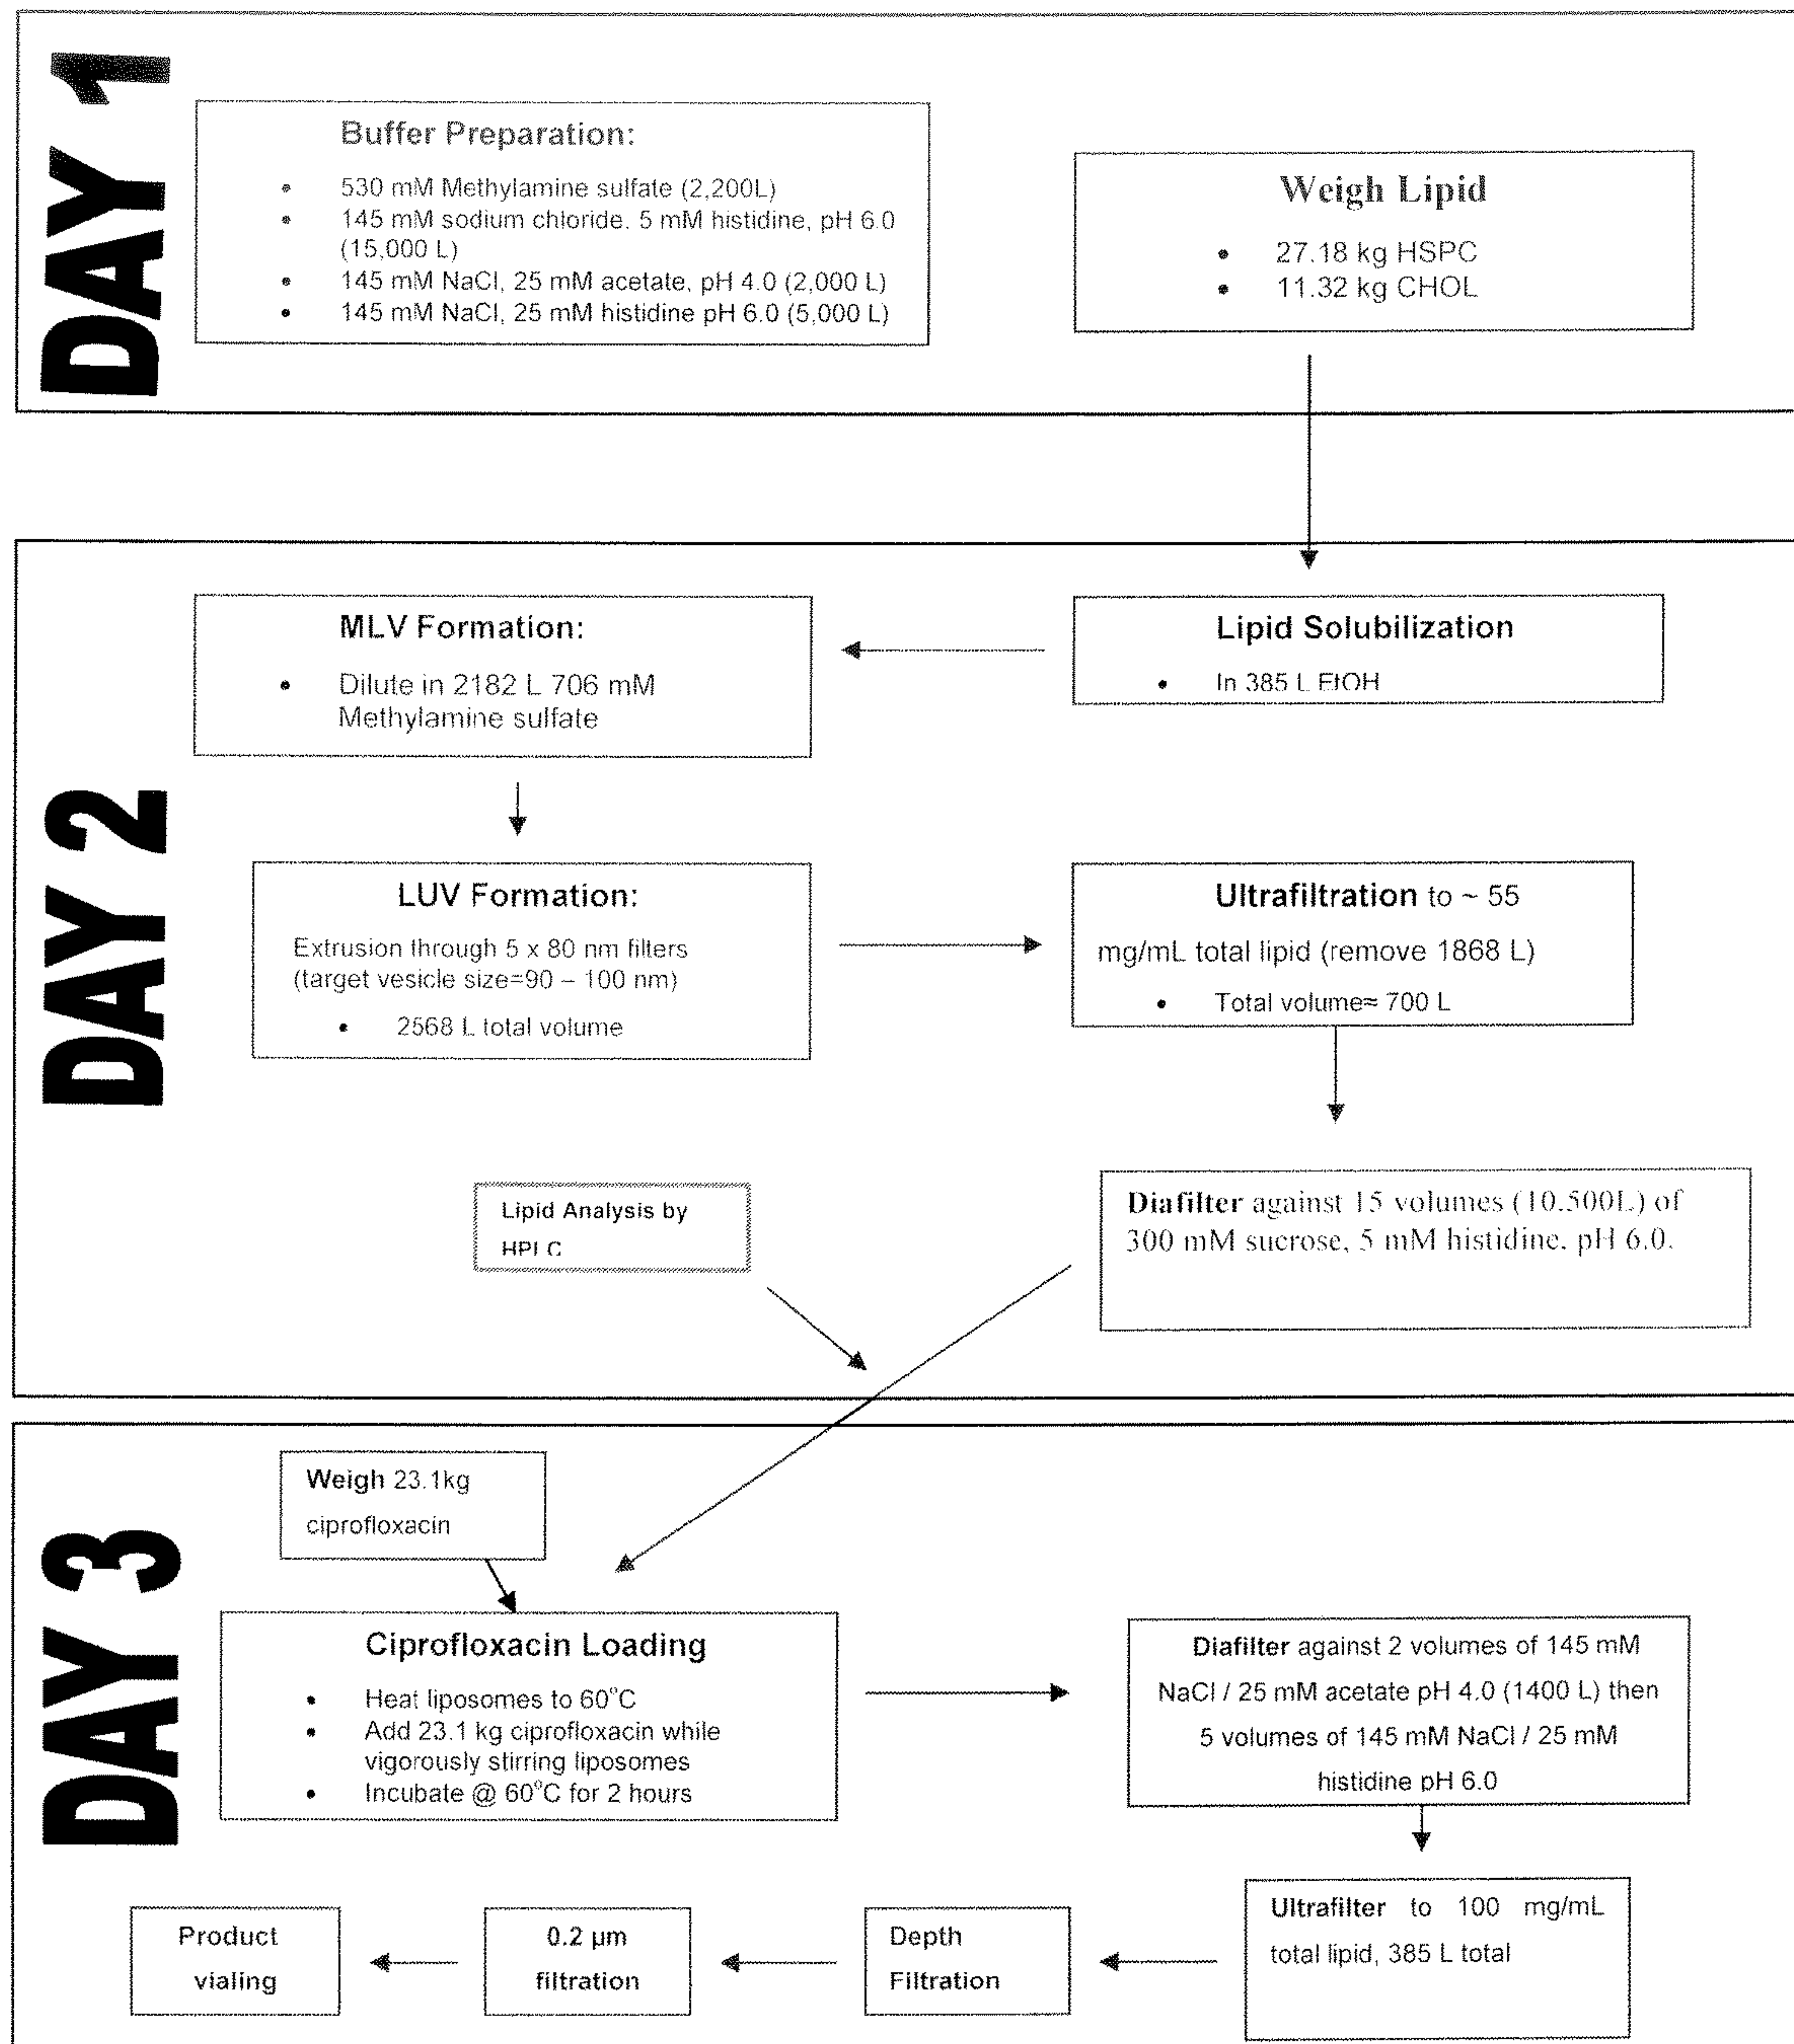 DAY 1
Buffer Preparation:
• 530 mM Methylamine sulfate (2,200L)
• 145 mM sodium chloride. 5 mM histidine, pH 6.0
(15,000 L)
• 145 mM NaCl, 25 mM acetate, pH 4.0 (2,000 L)
• 145 mM NaCl, 25 mM histidine pH 6.0 (5,000 L)
Weigh Lipid
• 27.18 kg HSPC
• 11.32 kg CHOL
DAY 2
MLV Formation:
• Dilute in 2182 L 706 mM
Methylamine sulfate
Lipid Solubilization
• In 385 L EtOH
LUV Formation:
Extrusion through 5 x 80 nm filters
(target vesicle size=90 – 100 nm)
• 2568 L total volume
Ultrafiltration to ~ 55
mg/mL total lipid (remove 1868 L)
• Total volume≈ 700 L
Lipid Analysis by
HPLC
Diafilter against 15 volumes (10.500L) of
300 mM sucrose, 5 mM histidine. pH 6.0.
DAY 3
Weigh 23.1kg
ciprofloxacin
Ciprofloxacin Loading
• Heat liposomes to 60°C
• Add 23.1 kg ciprofloxacin while
vigorously stirring liposomes
• Incubate @ 60°C for 2 hours
Diafilter against 2 volumes of 145 mM
NaCl / 25 mM acetate pH 4.0 (1400 L) then
5 volumes of 145 mM NaCl / 25 mM
histidine pH 6.0
Ultrafilter to 100 mg/mL
total lipid, 385 L total
Depth
Filtration
0.2 µm
filtration
Product
vialing